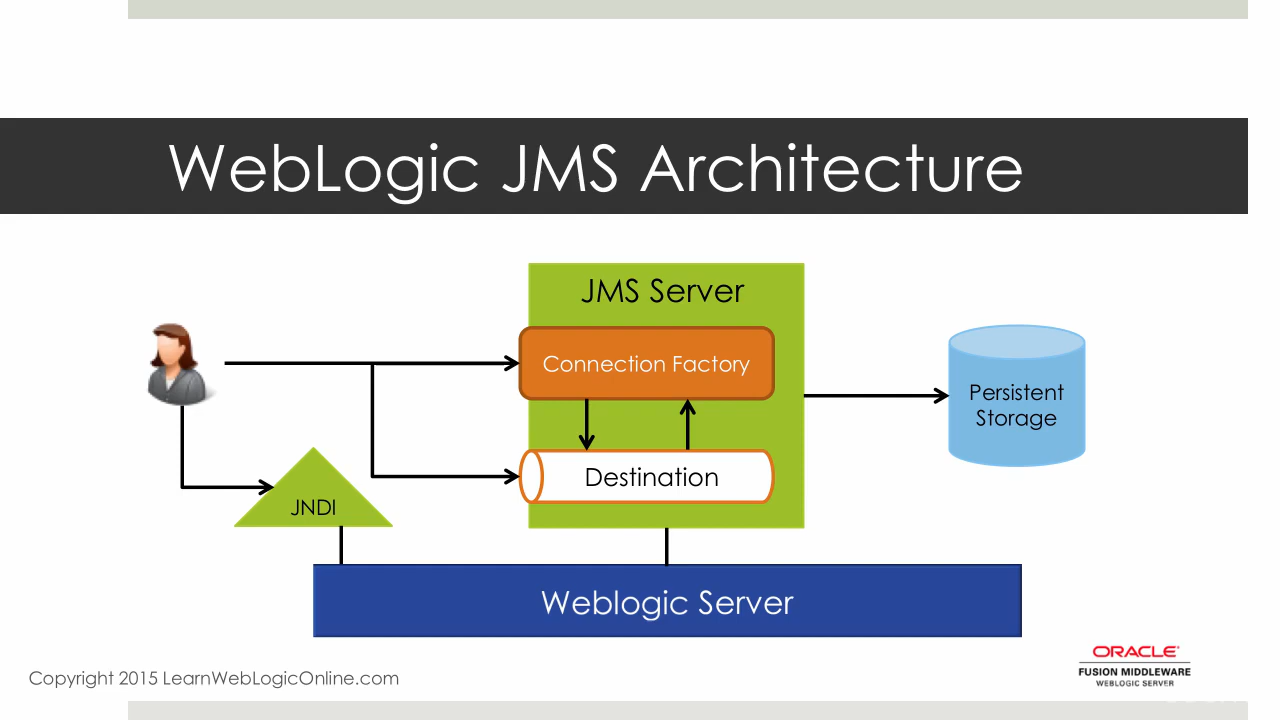 WebLogic JMS Architecture
JMS Server
Connection Factory
Persistent
Storage
Destination
JNDI
Weblogic Server
ORACLE
FUSION MIDDLEWARE
WEBLOGIC SERVER
Copyright 2015 LearnWebLogicOnline.com